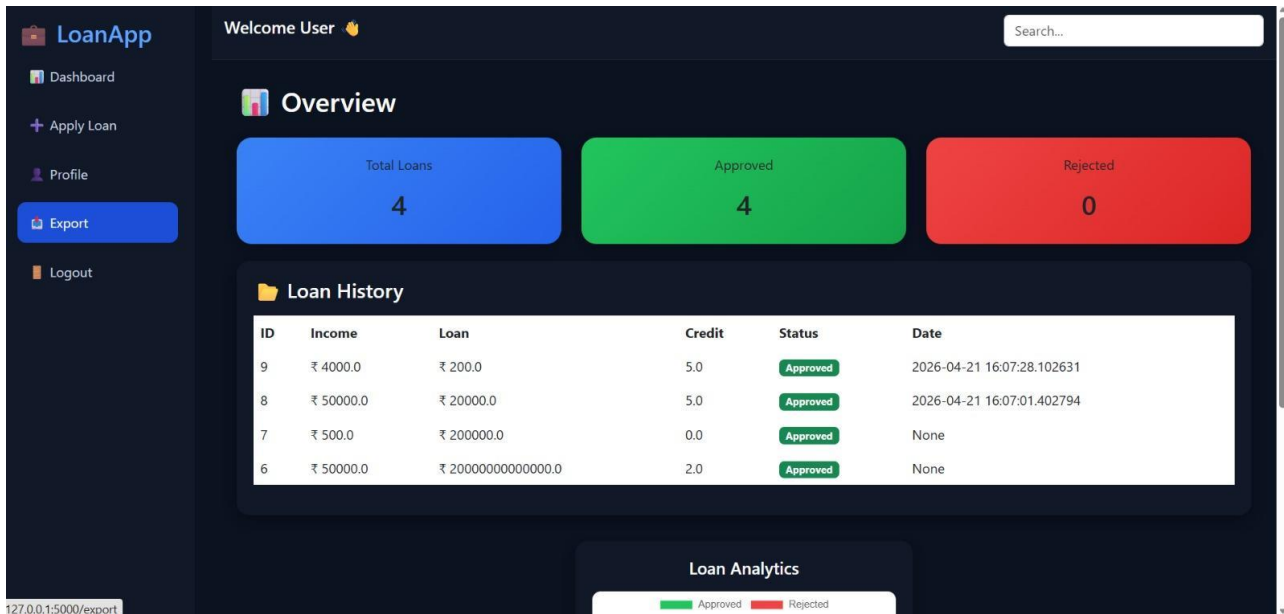 LoanApp
Dashboard
Apply Loan
Profile
Export
Logout
Welcome User 👋
Search...
Overview
Total Loans
4
Approved
4
Rejected
0
Loan History
ID Income Loan Credit Status Date
9 ₹ 4000.0 ₹ 200.0 5.0 Approved 2026-04-21 16:07:28.102631
8 ₹ 50000.0 ₹ 20000.0 5.0 Approved 2026-04-21 16:07:01.402794
7 ₹ 500.0 ₹ 200000.0 0.0 Approved None
6 ₹ 50000.0 ₹ 20000000000000.0 2.0 Approved None
Loan Analytics
Approved Rejected
127.0.0.1:5000/export